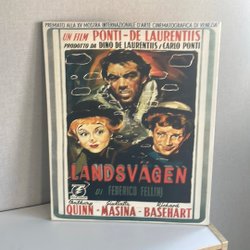 PREMIATO ALLA XV MOSTRA INTERNAZIONALE D'ARTE CINEMATOGRAFICA DI VENEZIA
UN FILM PONTI-DE LAURENTIIS
PRODOTTO DA DINO DE LAURENTIIS E CARLO PONTI
LANDSVÄGEN
DI FEDERICO FELLINI
Anthony Giulietta Richard
QUINN - MASINA - BASEHART